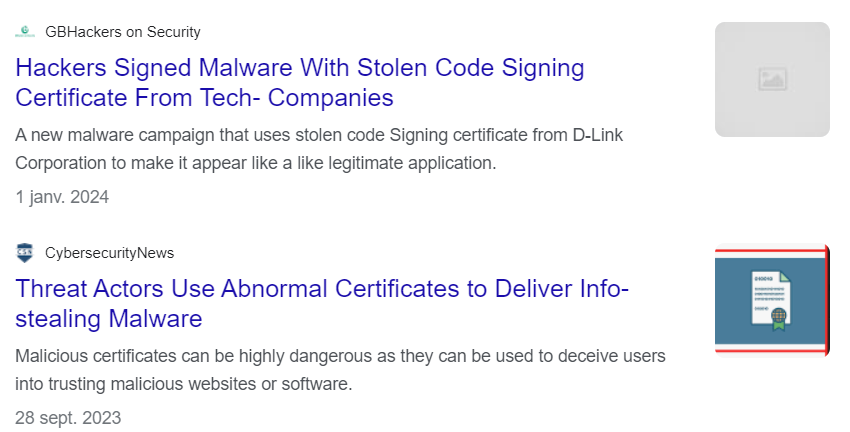 GBHackers on Security
Hackers Signed Malware With Stolen Code Signing
Certificate From Tech- Companies
A new malware campaign that uses stolen code Signing certificate from D-Link
Corporation to make it appear like a like legitimate application.
1 janv. 2024
CybersecurityNews
Threat Actors Use Abnormal Certificates to Deliver Info-
stealing Malware
Malicious certificates can be highly dangerous as they can be used to deceive users
into trusting malicious websites or software.
28 sept. 2023